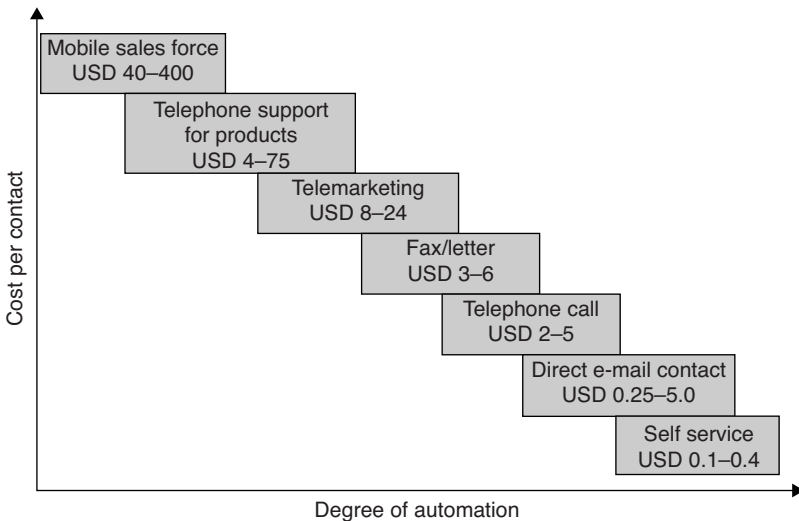 Mobile sales force
USD 40–400
Telephone support
for products
USD 4–75
Telemarketing
USD 8–24
Fax/letter
USD 3–6
Telephone call
USD 2–5
Direct e-mail contact
USD 0.25–5.0
Self service
USD 0.1–0.4
Cost per contact
Degree of automation